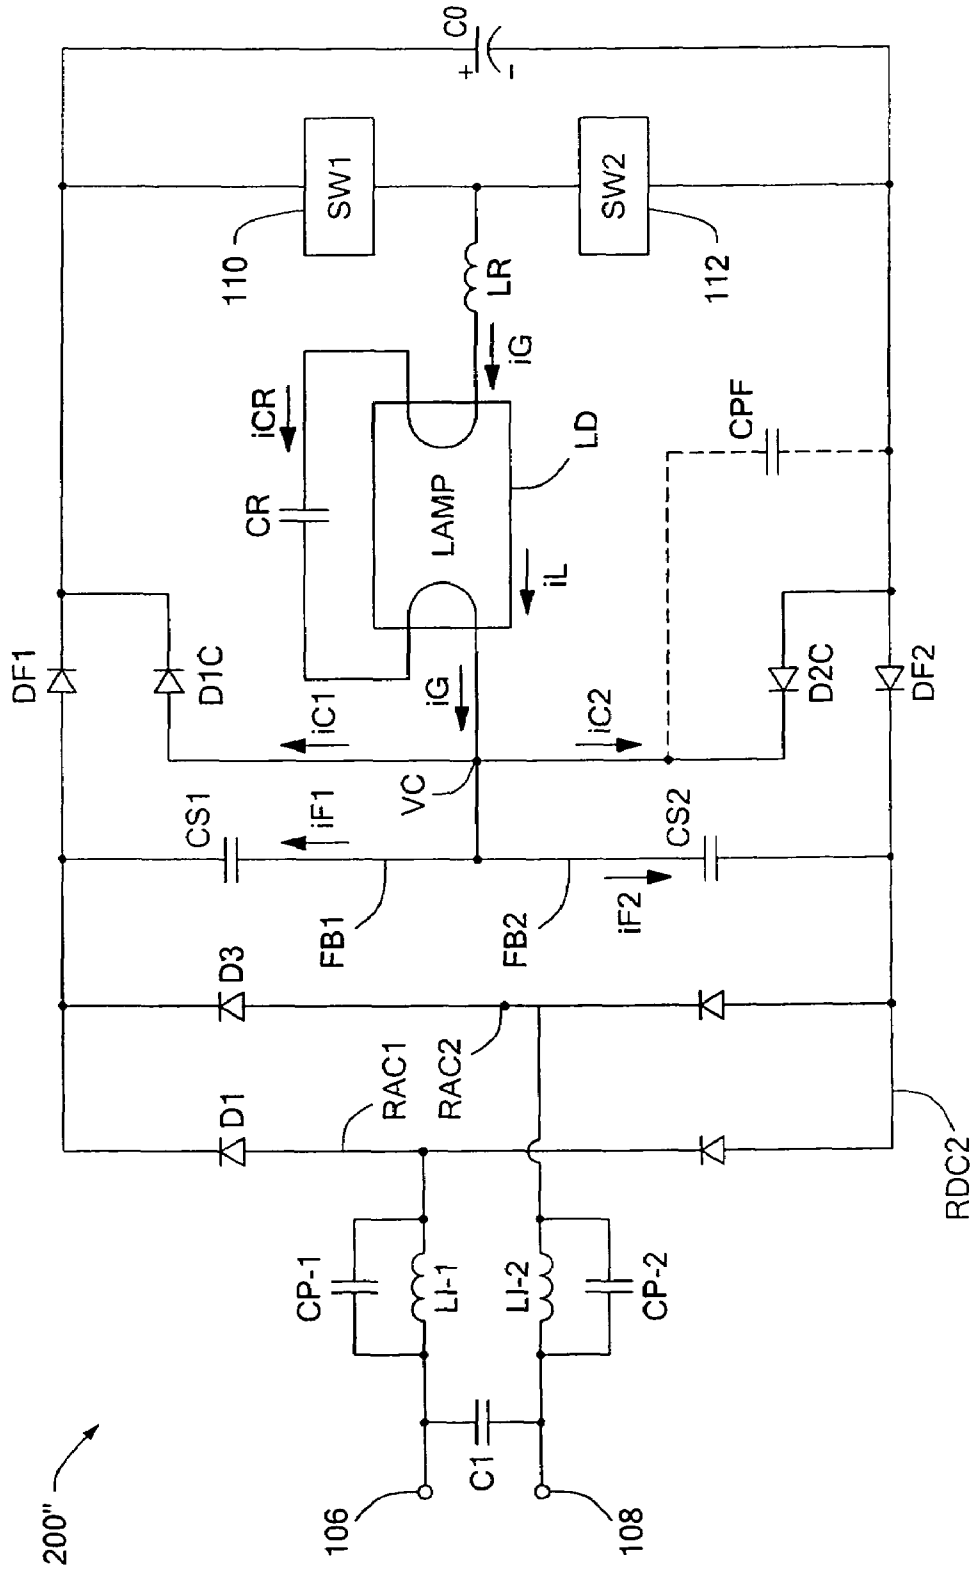 200"
106
108
C1
CP-1
LI-1
LI-2
CP-2
RAC1
RAC2
D1
D3
RDC2
FB1
FB2
CS1
iF1
iF2
CS2
VC
DF1
D1C
iC1
iG
iC2
D2C
DF2
CR
iCR
LAMP
iL
LD
CPF
iG
LR
110
SW1
SW2
112
C0
+
-